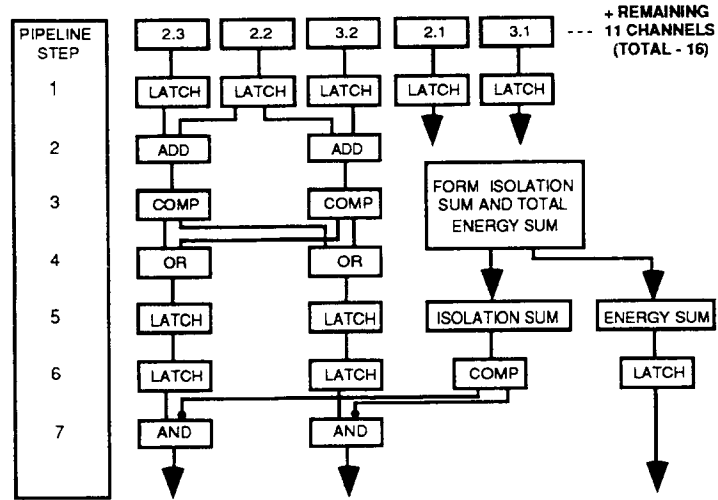 PIPELINE STEP
2.3
2.2
3.2
2.1
3.1
--- + REMAINING
11 CHANNELS
(TOTAL - 16)
1
LATCH
LATCH
LATCH
LATCH
LATCH
2
ADD
ADD
3
COMP
COMP
FORM ISOLATION
SUM AND TOTAL
ENERGY SUM
4
OR
OR
5
LATCH
LATCH
ISOLATION SUM
ENERGY SUM
6
LATCH
LATCH
COMP
LATCH
7
AND
AND